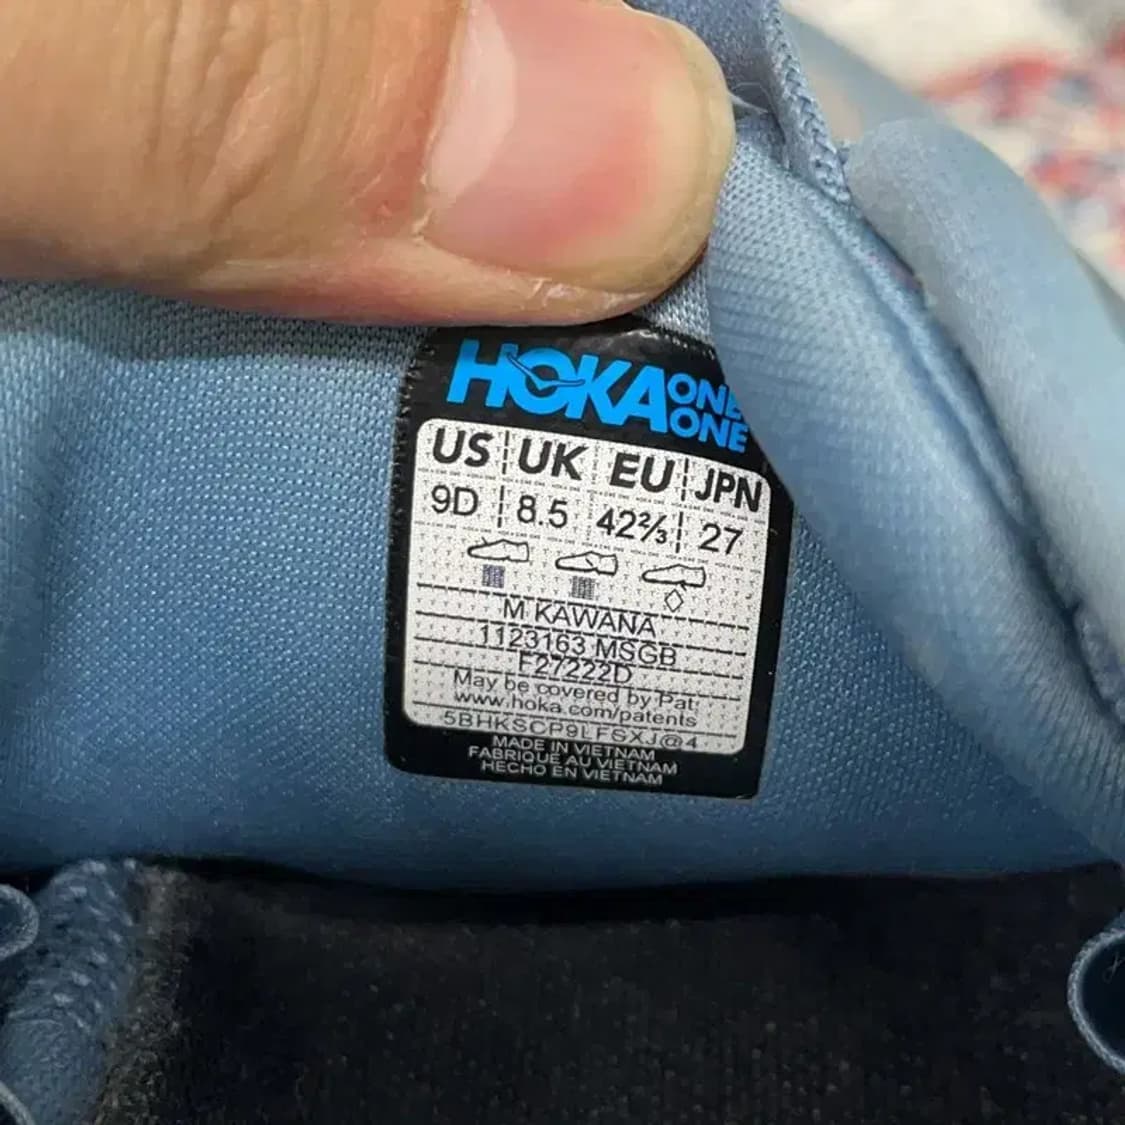 HOKA ONE ONE
US UK EU JPN
9D 8.5 42⅔ 27
M KAWANA
1123163 MSGB
F27222D
May be covered by Pat:
www.hoka.com/patents
5BHKSCP9LFSXJ@4
MADE IN VIETNAM
FABRIQUÉ AU VIETNAM
HECHO EN VIETNAM